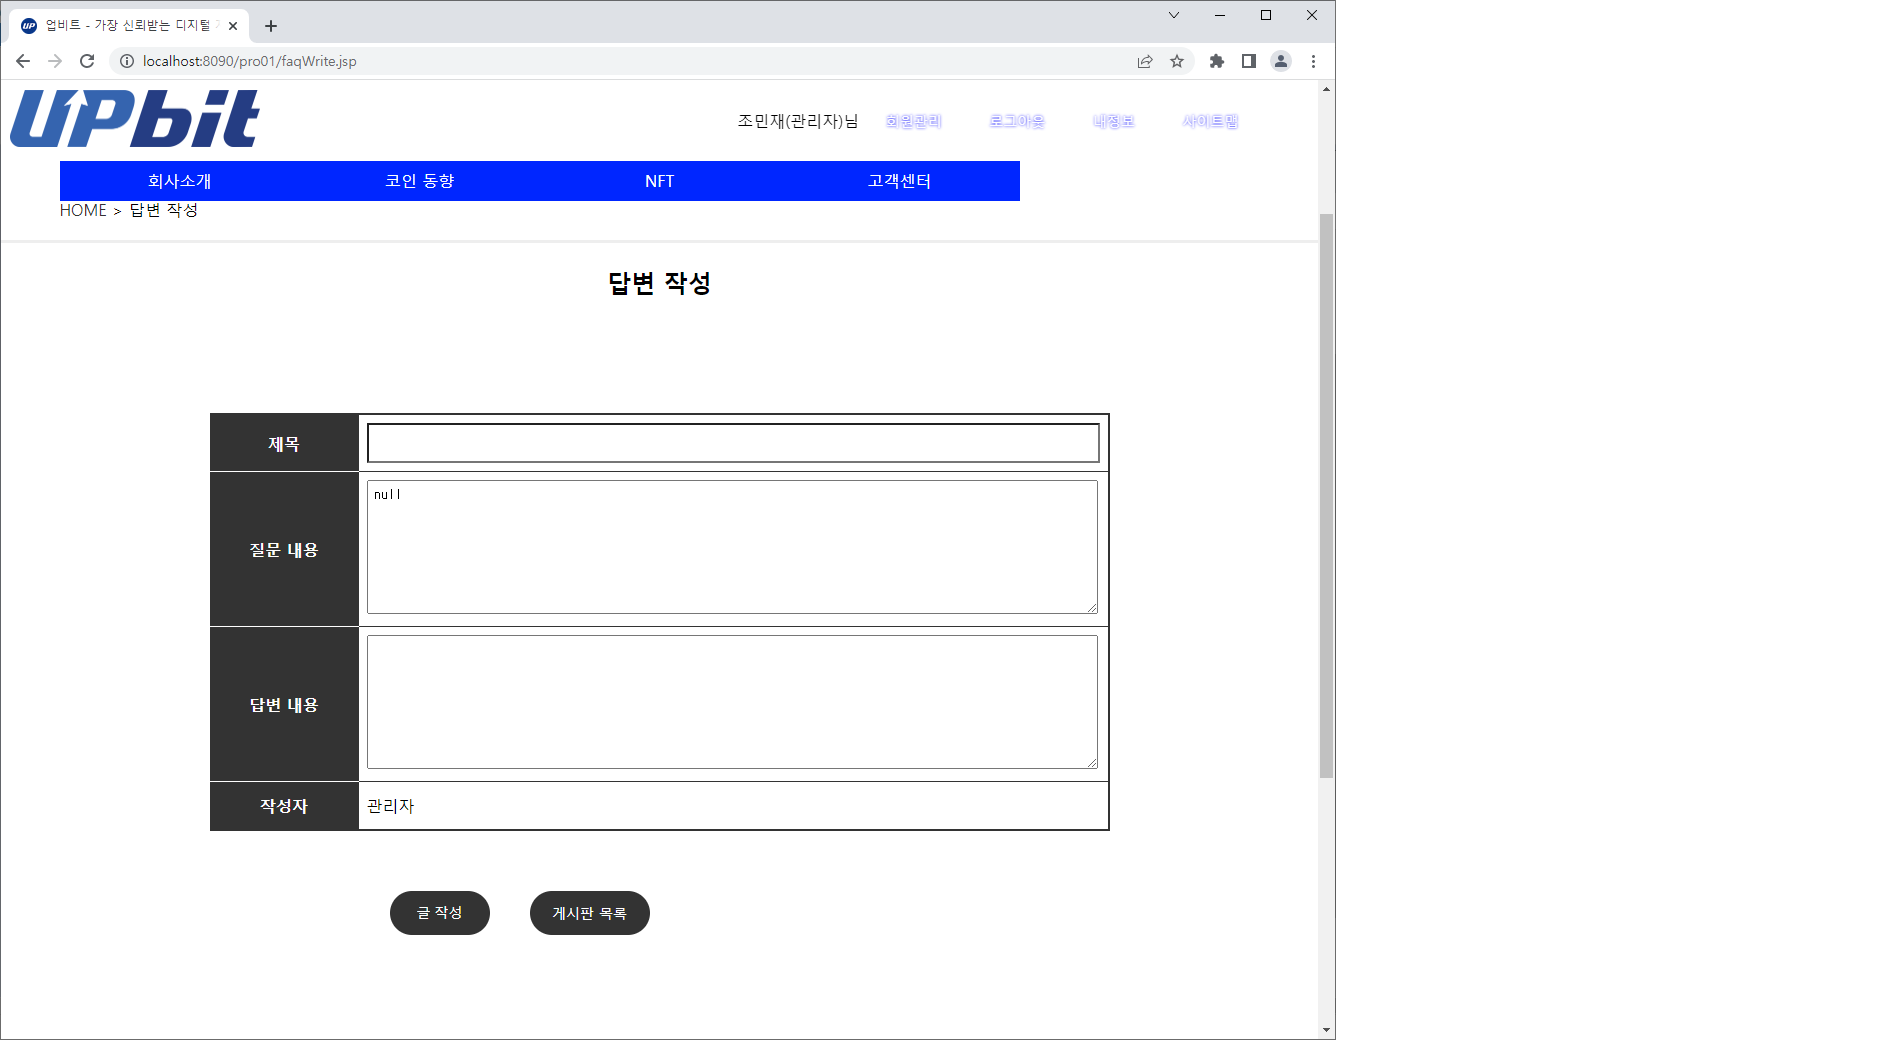 업비트 - 가장 신뢰받는 디지털
localhost:8090/pro01/faqWrite.jsp
UPbit
조민재(관리자)님 회원관리 로그아웃 내정보 사이트맵
회사소개 코인 동향 NFT 고객센터
HOME > 답변 작성
답변 작성
제목
질문 내용 null
답변 내용
작성자 관리자
글 작성 게시판 목록